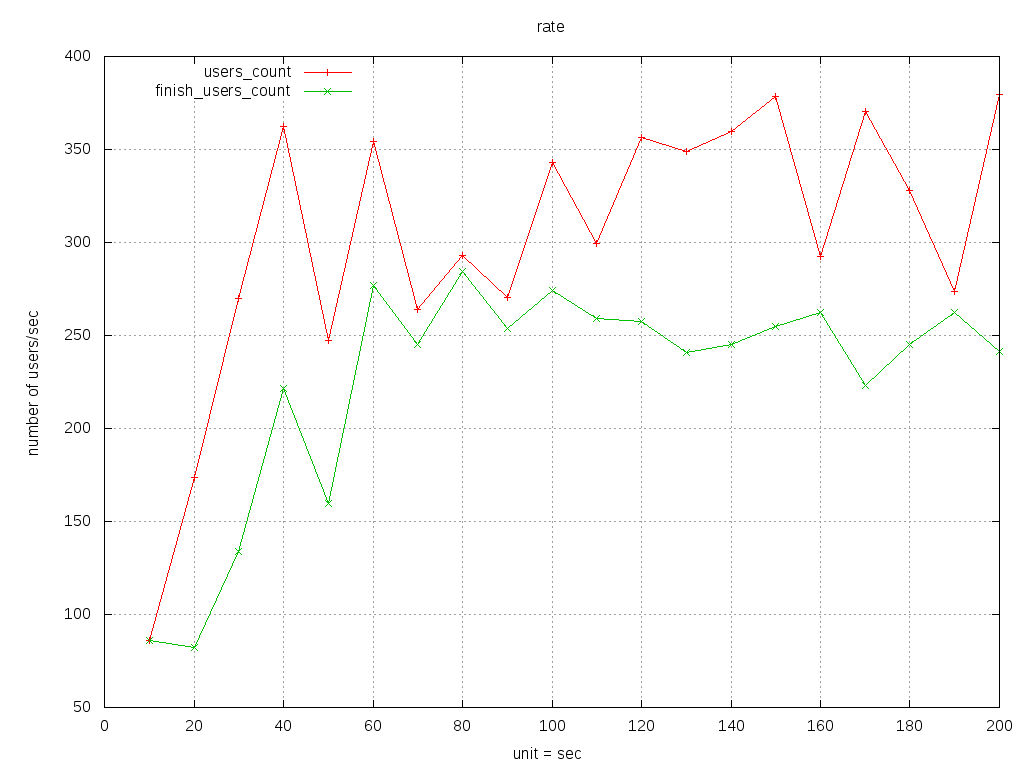 rate
users_count
finish_users_count
400
350
300
250
200
150
100
50
number of users/sec
0 20 40 60 80 100 120 140 160 180 200
unit = sec